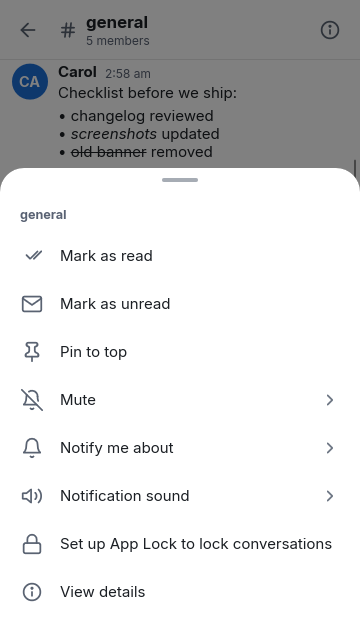 # general
5 members
CA
Carol 2:58 am
Checklist before we ship:
• changelog reviewed
• screenshots updated
• old banner removed
general
Mark as read
Mark as unread
Pin to top
Mute
Notify me about
Notification sound
Set up App Lock to lock conversations
View details